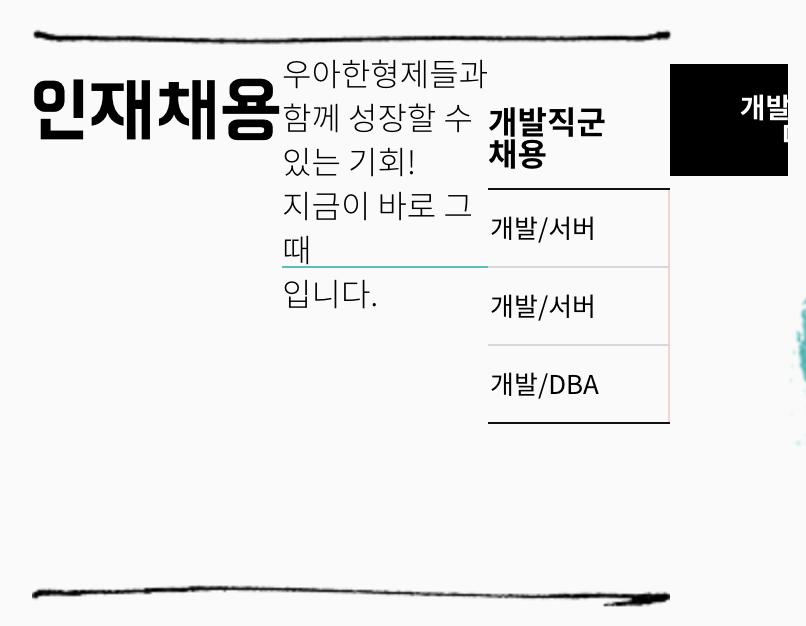 인재채용
우아한형제들과
함께 성장할 수
있는 기회!
지금이 바로 그
때
입니다.
개발직군
채용
개발/서버
개발/서버
개발/DBA
개발